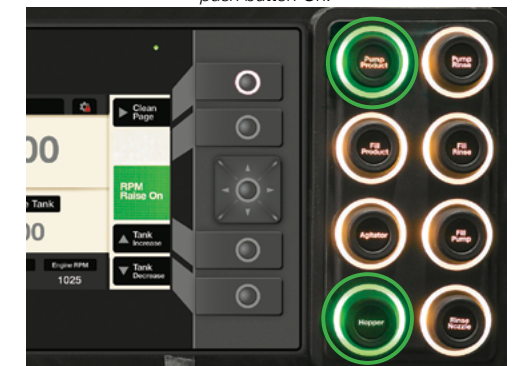 push button On.
Clean
Page
00
RPM
Raise On
Tank
00
Tank
Increase
Tank
Decrease
Engine RPM
1025
Pump
Product
Pump
Rinse
Fill
Product
Fill
Rinse
Agitator
Fill
Pump
Hopper
Rinse
Nozzle